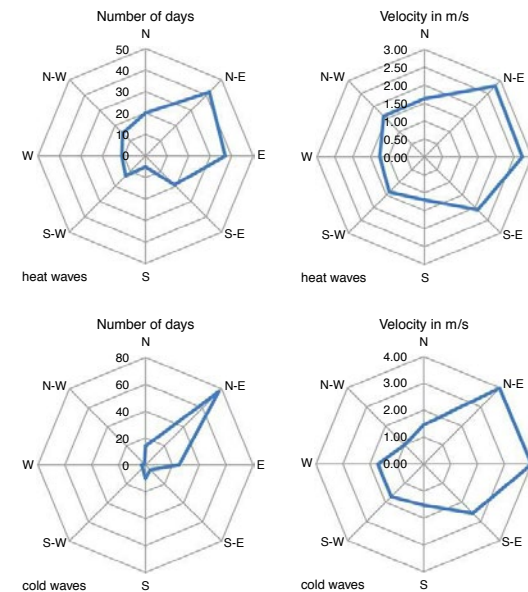 Number of days
N
50
40
30
20
10
0
N-W
N-E
W
E
S-W
S-E
S
heat waves
Velocity in m/s
N
3.00
2.50
2.00
1.50
1.00
0.50
0.00
N-W
N-E
W
S-W
S-E
S
heat waves
Number of days
N
80
60
40
20
0
N-W
N-E
W
E
S-W
S-E
S
cold waves
Velocity in m/s
N
4.00
3.00
2.00
1.00
0.00
N-W
N-E
W
S-W
S-E
S
cold waves